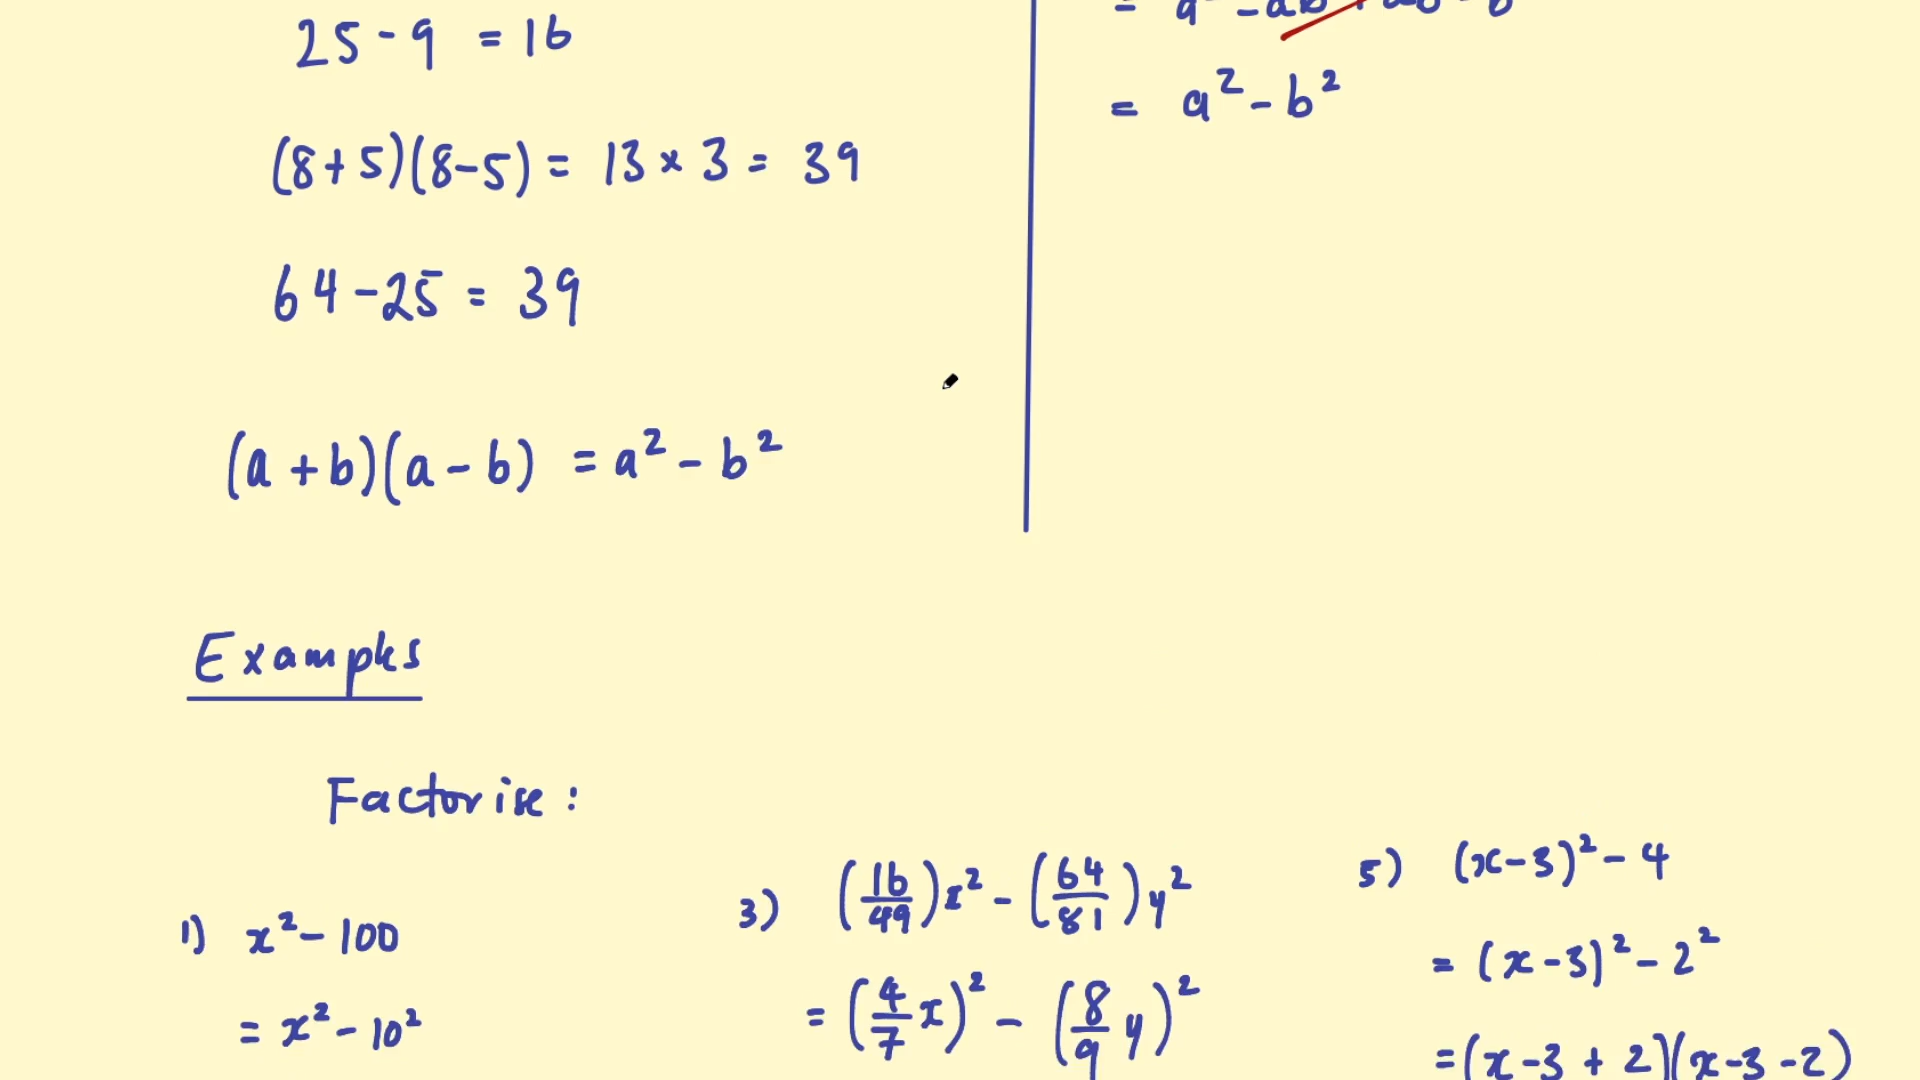 25 - 9 = 16
(8+5)(8-5) = 13 × 3 = 39
64 - 25 = 39
(a + b)(a - b) = a² - b²
= a² - b²
Examples
Factorise :
1) x² - 100
= x² - 10²
3) (16/49)x² - (64/81)y²
= (4/7 x)² - (8/9 y)²
5) (x-3)² - 4
= (x-3)² - 2²
= (x-3 + 2)(x-3 -2)